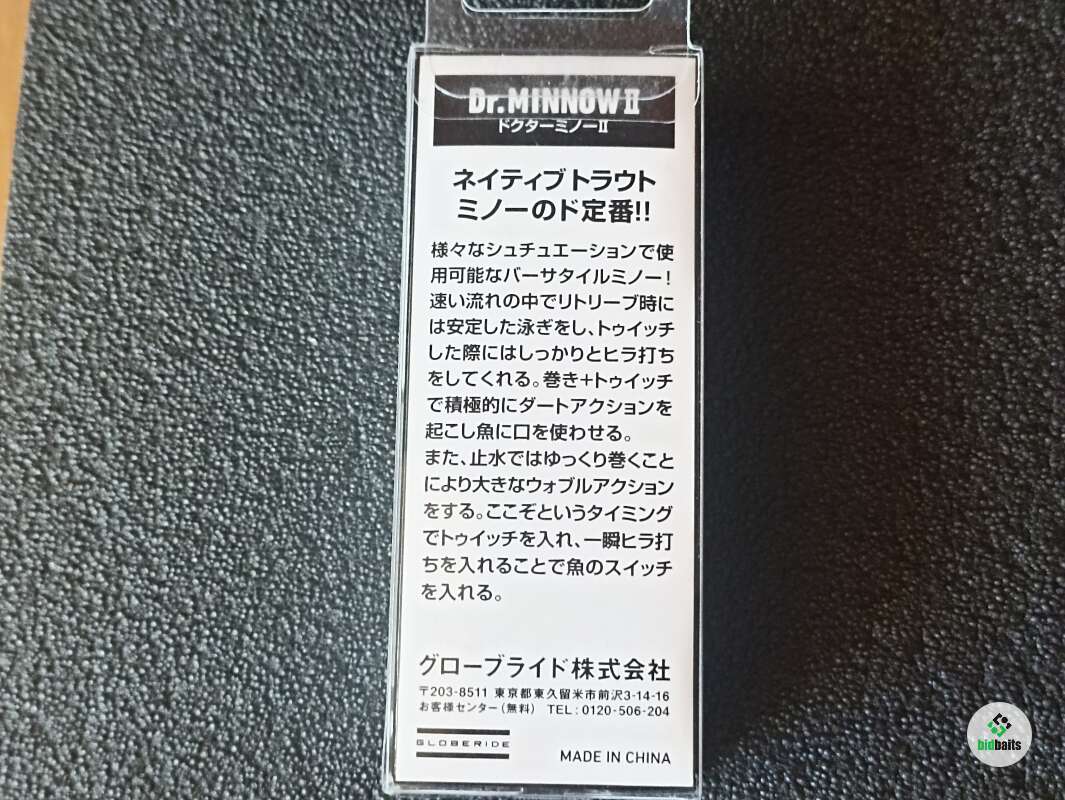 Dr.MINNOWⅡ
ドクターミノーⅡ
ネイティブトラウト
ミノーのド定番!!
様々なシュチュエーションで使
用可能なバーサタイルミノー!
速い流れの中でリトリーブ時に
は安定した泳ぎをし、トゥイッチ
した際にはしっかりとヒラ打ち
をしてくれる。巻き+トゥイッチ
で積極的にダートアクションを
起こし魚に口を使わせる。
また、止水ではゆっくり巻くこと
により大きなウォブルアクション
をする。ここぞというタイミング
でトゥイッチを入れ、一瞬ヒラ打
ちを入れることで魚のスイッチ
を入れる。
グローブライド株式会社
〒203-8511 東京都東久留米市前沢3-14-16
お客様センター(無料) TEL:0120-506-204
GLOBERIDE
MADE IN CHINA
bidbaits